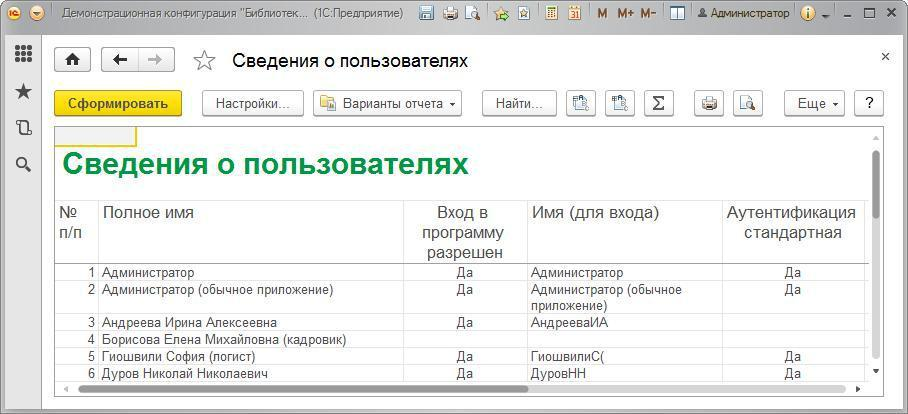 Демонстрационная конфигурация "Библиотек... (1С:Предприятие)
M M+ M- Администратор
Сведения о пользователях
Сформировать Настройки... Варианты отчета Найти... Σ Еще ?
Сведения о пользователях
№ п/п Полное имя Вход в программу разрешен Имя (для входа) Аутентификация стандартная
1 Администратор Да Администратор Да
2 Администратор (обычное приложение) Да Администратор (обычное приложение) Да
3 Андреева Ирина Алексеевна Да АндрееваИА
4 Борисова Елена Михайловна (кадровик)
5 Гиошвили София (логист) Да ГиошвилиС( Да
6 Дуров Николай Николаевич Да ДуровНН Да